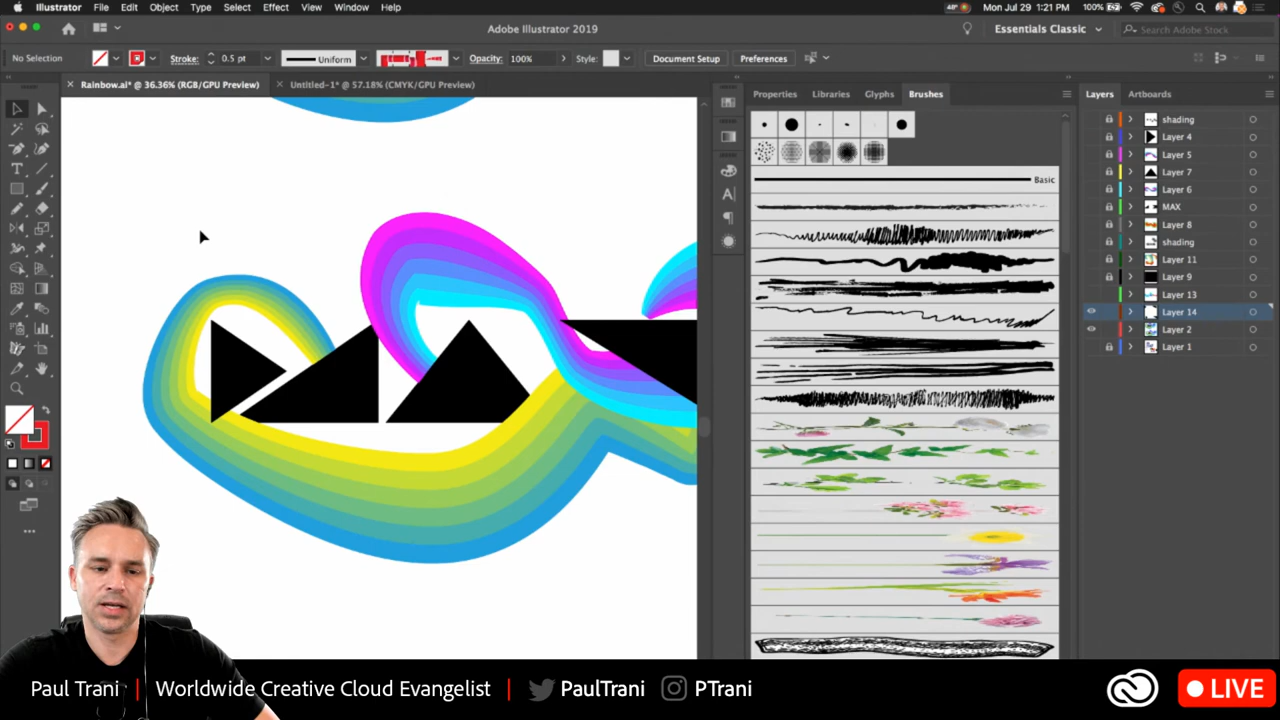 Illustrator File Edit Object Type Select Effect View Window Help
Mon Jul 29 1:21 PM 100%
Adobe Illustrator 2019
Essentials Classic
Search Adobe Stock
No Selection
Stroke: 0.5 pt
Uniform
Opacity: 100%
Style:
Document Setup
Preferences
× Rainbow.ai* @ 36.36% (RGB/GPU Preview)
× Untitled-1* @ 57.18% (CMYK/GPU Preview)
Properties Libraries Glyphs Brushes
Layers Artboards
Basic
shading
Layer 4
Layer 5
Layer 7
Layer 6
MAX
Layer 8
shading
Layer 11
Layer 9
Layer 13
Layer 14
Layer 2
Layer 1
Paul Trani | Worldwide Creative Cloud Evangelist | PaulTrani PTrani
LIVE